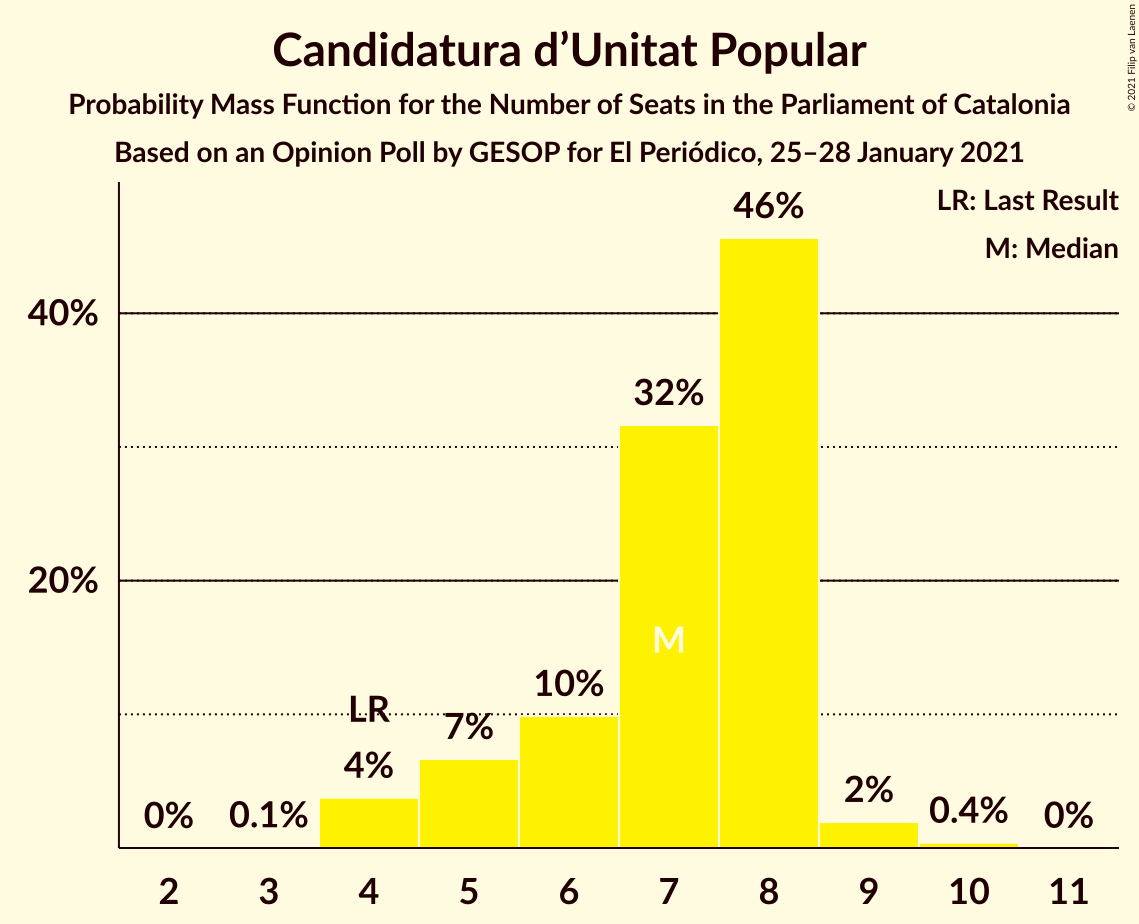 Candidatura d’Unitat Popular
Probability Mass Function for the Number of Seats in the Parliament of Catalonia
Based on an Opinion Poll by GESOP for El Periódico, 25–28 January 2021
© 2021 Filip van Laenen
LR: Last Result
M: Median
46%
40%
32%
20%
M
10%
LR
7%
4%
2%
0%
0.1%
0.4%
0%
2 3 4 5 6 7 8 9 10 11